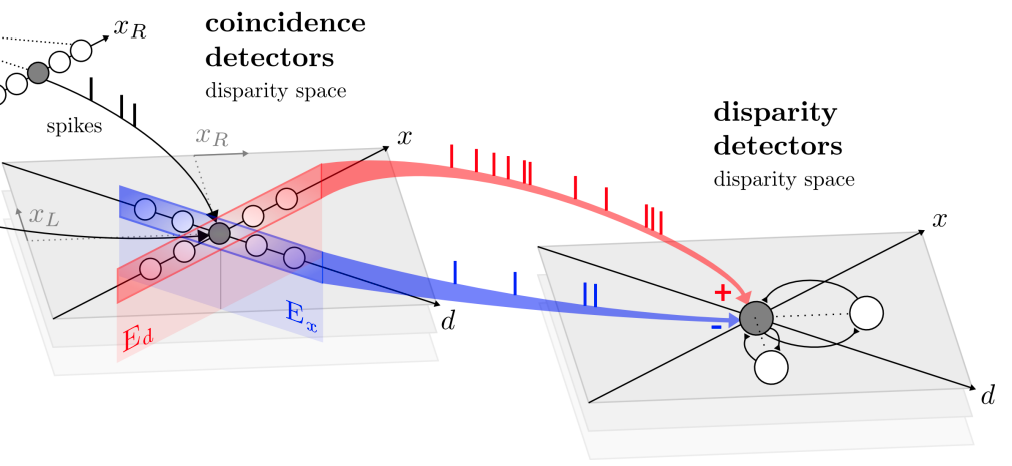 x_R
coincidence
detectors
disparity space
spikes
x_R
x
x_L
E_d
E_x
d
disparity
detectors
disparity space
x
+
-
d